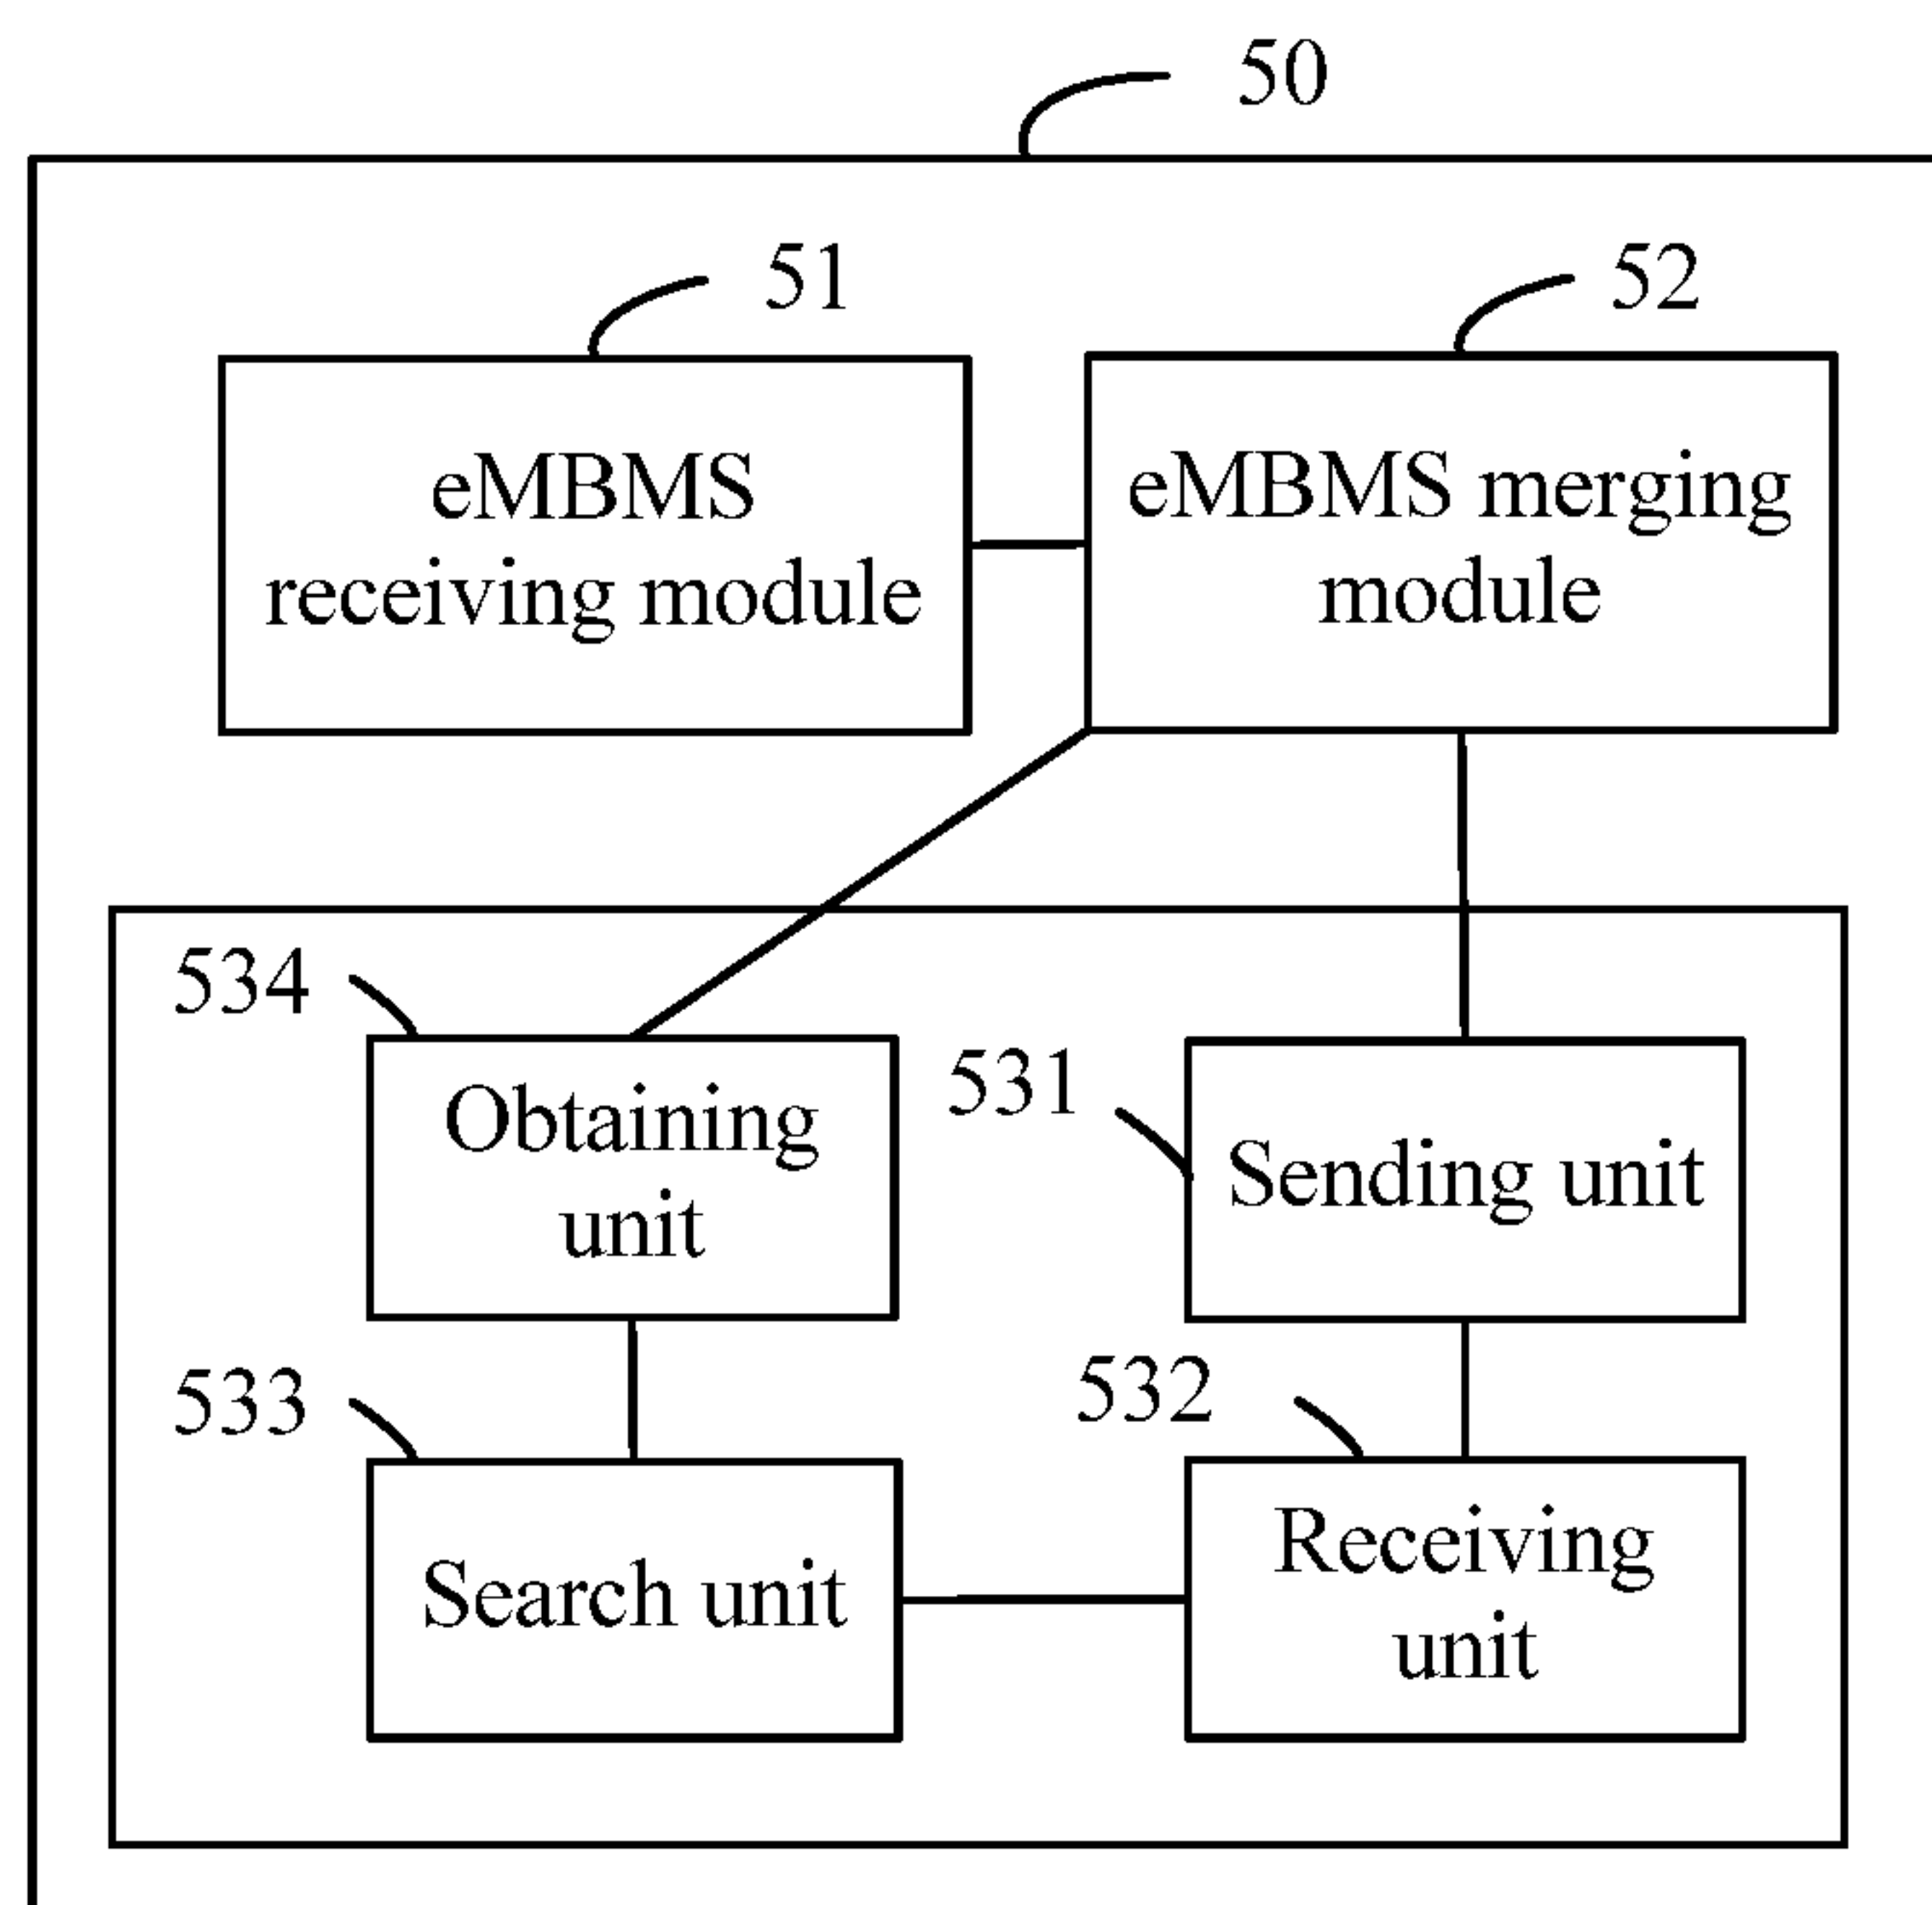 50
51
52
eMBMS
receiving module
eMBMS merging
module
534
Obtaining
unit
531
Sending unit
533
Search unit
532
Receiving
unit